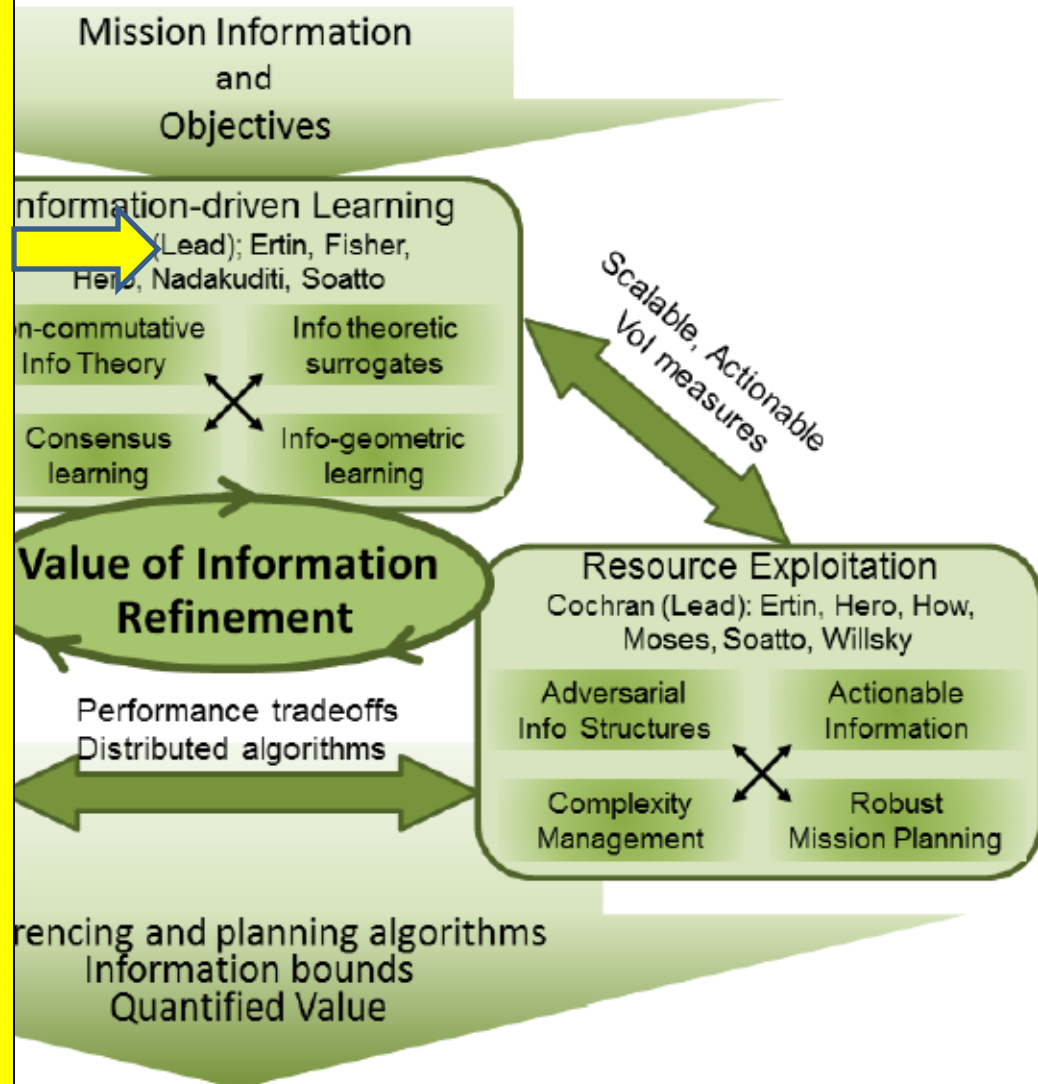 Mission Information
and
Objectives
nformation-driven Learning
(Lead); Ertin, Fisher,
Hero, Nadakuditi, Soatto
n-commutative
Info Theory
Info theoretic
surrogates
Consensus
learning
Info-geometric
learning
Scalable, Actionable
VoI measures
Value of Information
Refinement
Resource Exploitation
Cochran (Lead): Ertin, Hero, How,
Moses, Soatto, Willsky
Adversarial
Info Structures
Actionable
Information
Complexity
Management
Robust
Mission Planning
Performance tradeoffs
Distributed algorithms
rencing and planning algorithms
Information bounds
Quantified Value